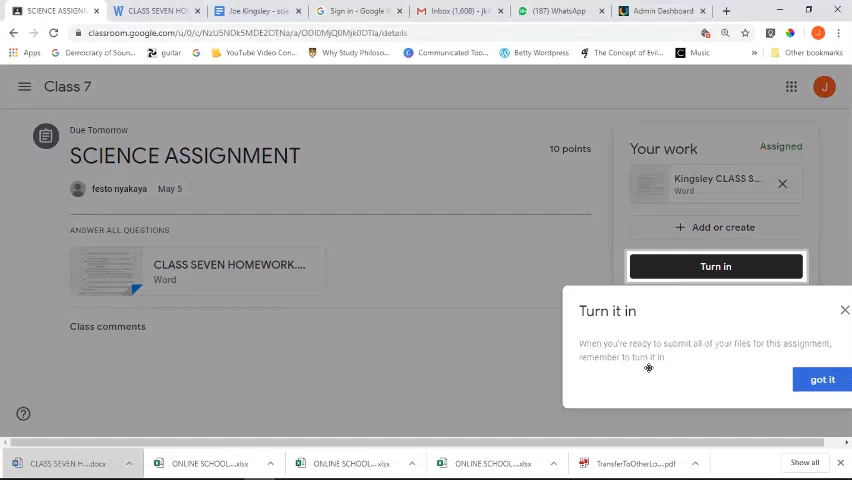 SCIENCE ASSIGNM
CLASS SEVEN HOMEW
Joe Kingsley - scie
Sign in - Google A
Inbox (1,608) - jkil
(187) WhatsApp
Admin Dashboard
classroom.google.com/u/0/c/NzU5NDk5MDE2OTNa/a/ODI0MjQ0Mjk0OTIa/details
Apps
Democracy of Soun...
guitar
YouTube Video Con...
Why Study Philoso...
Communicated Too...
Betty Wordpress
The Concept of Evil...
Music
»
Other bookmarks
Class 7
J
Due Tomorrow
SCIENCE ASSIGNMENT
10 points
festo nyakaya May 5
ANSWER ALL QUESTIONS
CLASS SEVEN HOMEWORK....
Word
Class comments
Your work
Assigned
Kingsley CLASS S...
Word
+ Add or create
Turn in
Turn it in
When you're ready to submit all of your files for this assignment,
remember to turn it in
got it
CLASS SEVEN H....docx
ONLINE SCHOOL....xlsx
ONLINE SCHOOL....xlsx
ONLINE SCHOOL....xlsx
TransferToOtherLo....pdf
Show all